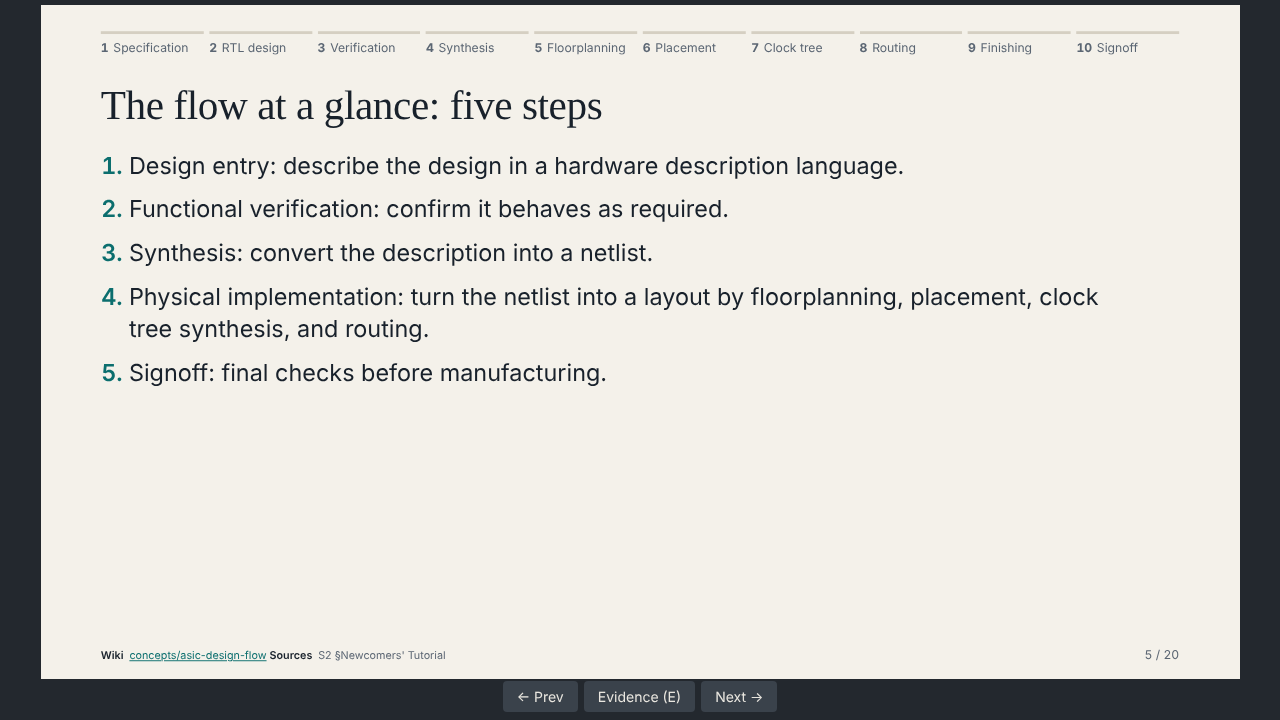 1 Specification 2 RTL design 3 Verification 4 Synthesis 5 Floorplanning 6 Placement 7 Clock tree 8 Routing 9 Finishing 10 Signoff
The flow at a glance: five steps
1. Design entry: describe the design in a hardware description language.
2. Functional verification: confirm it behaves as required.
3. Synthesis: convert the description into a netlist.
4. Physical implementation: turn the netlist into a layout by floorplanning, placement, clock
tree synthesis, and routing.
5. Signoff: final checks before manufacturing.
Wiki concepts/asic-design-flow Sources S2 §Newcomers' Tutorial 5 / 20
← Prev Evidence (E) Next →